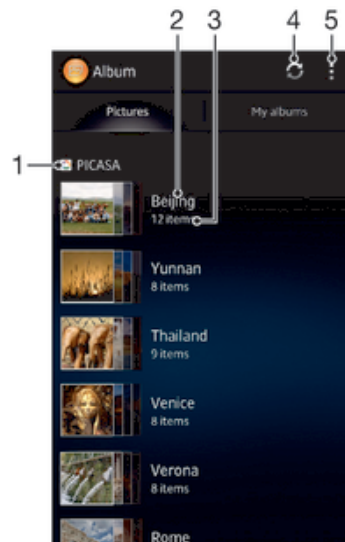 2 3 4 5
Album
Pictures My albums
1 PICASA
Beijing
12 items
Yunnan
8 items
Thailand
9 items
Venice
8 items
Verona
8 items
Rome